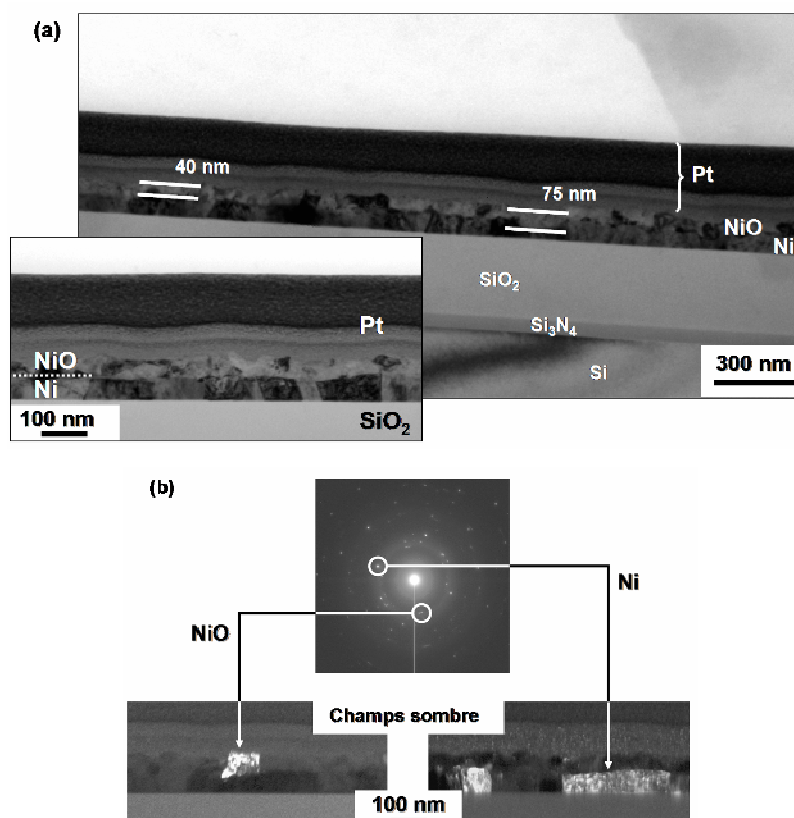 (a)
40 nm
75 nm
Pt
NiO
Ni
SiO₂
Si₃N₄
Si
300 nm
Pt
NiO
Ni
100 nm
SiO₂
(b)
Ni
NiO
Champs sombre
100 nm